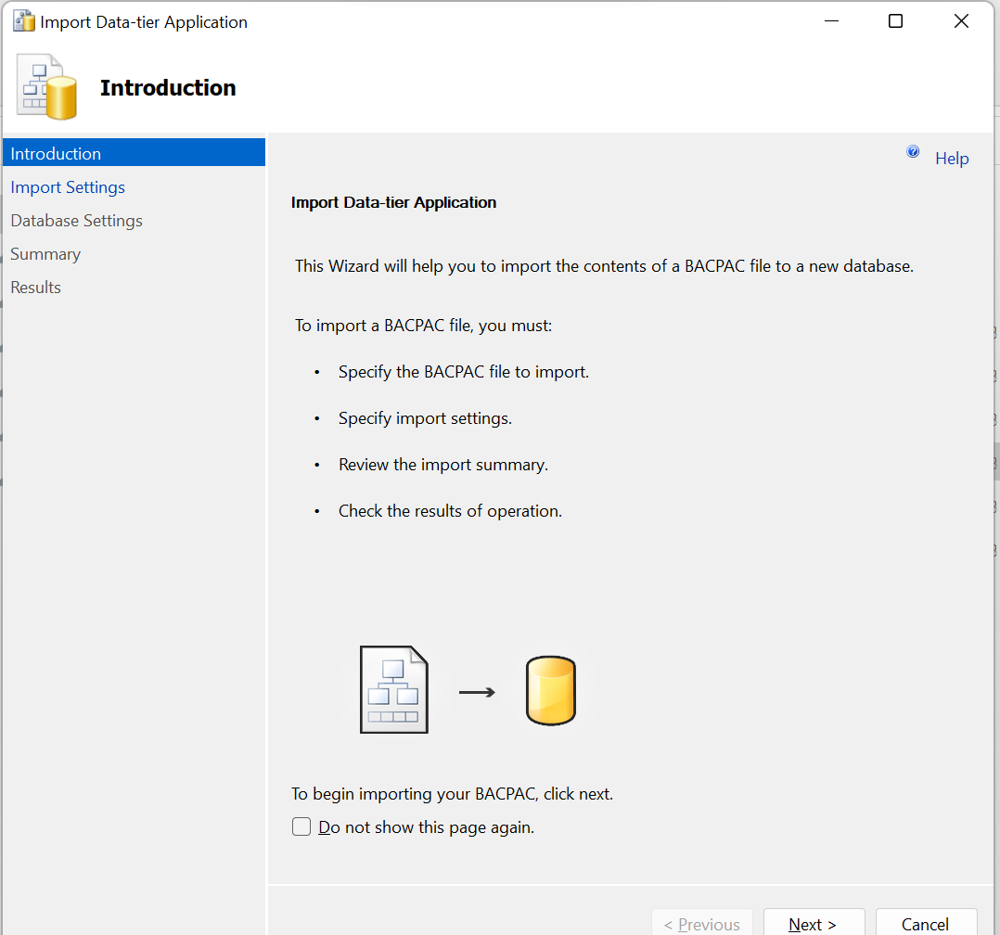 Import Data-tier Application
Introduction
Introduction
Import Settings
Database Settings
Summary
Results
Help
Import Data-tier Application
This Wizard will help you to import the contents of a BACPAC file to a new database.
To import a BACPAC file, you must:
• Specify the BACPAC file to import.
• Specify import settings.
• Review the import summary.
• Check the results of operation.
To begin importing your BACPAC, click next.
Do not show this page again.
< Previous
Next >
Cancel